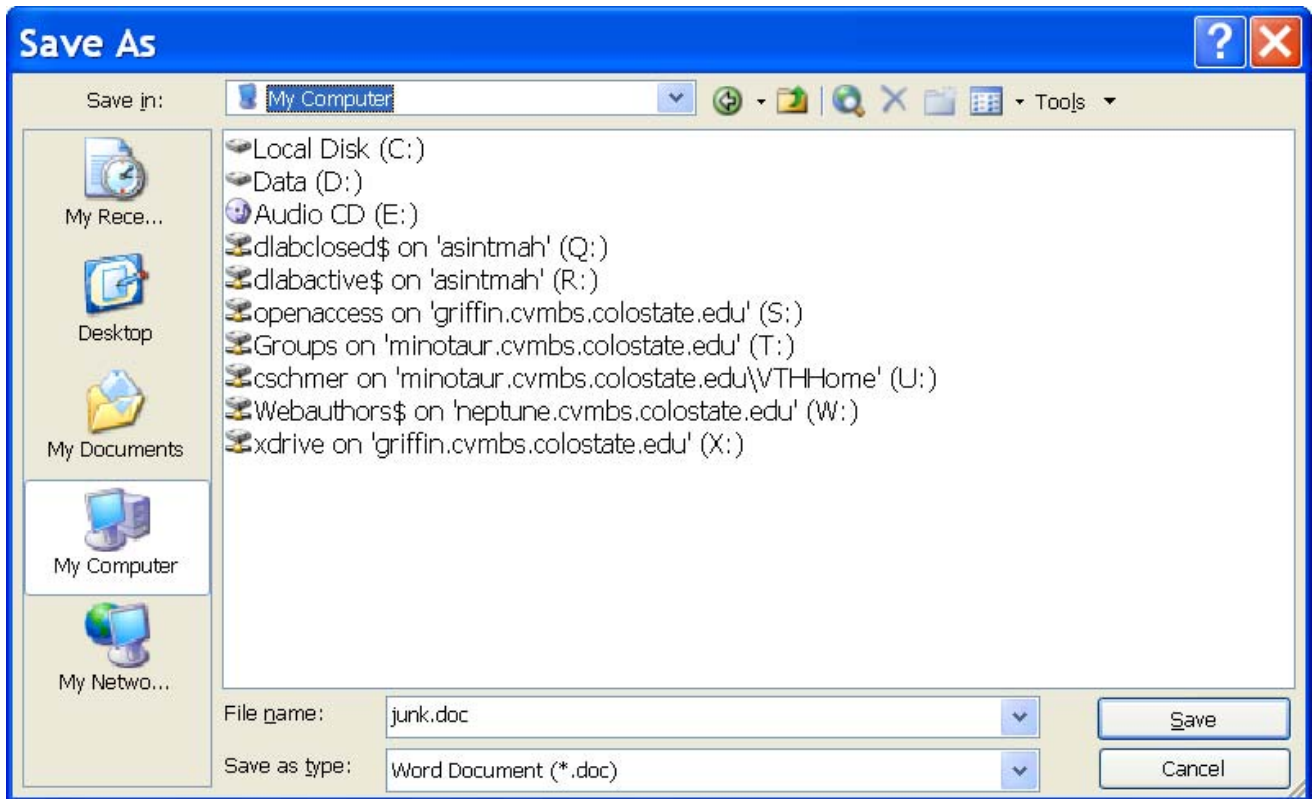 Save As
Save in:
My Computer
Tools
My Rece...
Desktop
My Documents
My Computer
My Netwo...
Local Disk (C:)
Data (D:)
Audio CD (E:)
dlabclosed$ on 'asintmah' (Q:)
dlabactive$ on 'asintmah' (R:)
openaccess on 'griffin.cvmbs.colostate.edu' (S:)
Groups on 'minotaur.cvmbs.colostate.edu' (T:)
cschmer on 'minotaur.cvmbs.colostate.edu\VTHHome' (U:)
Webauthors$ on 'neptune.cvmbs.colostate.edu' (W:)
xdrive on 'griffin.cvmbs.colostate.edu' (X:)
File name:
junk.doc
Save
Save as type:
Word Document (*.doc)
Cancel